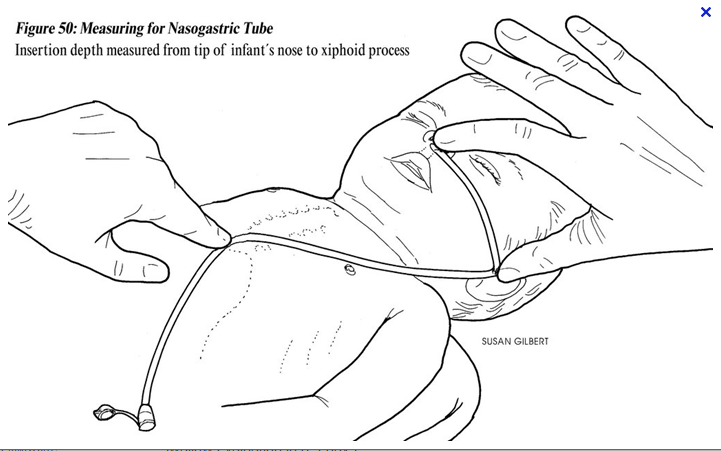 Figure 50: Measuring for Nasogastric Tube
Insertion depth measured from tip of infant´s nose to xiphoid process
SUSAN GILBERT